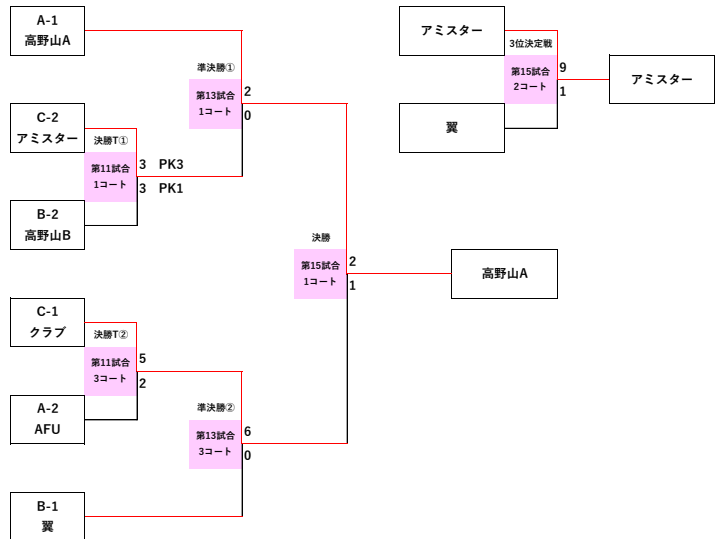 A-1
高野山A
準決勝①
第13試合
1コート
2
0
C-2
アミスター
決勝T①
第11試合
1コート
3 PK3
3 PK1
B-2
高野山B
決勝
第15試合
1コート
2
1
高野山A
C-1
クラブ
決勝T②
第11試合
3コート
5
2
A-2
AFU
準決勝②
第13試合
3コート
6
0
B-1
翼
アミスター
3位決定戦
第15試合
2コート
9
1
アミスター
翼